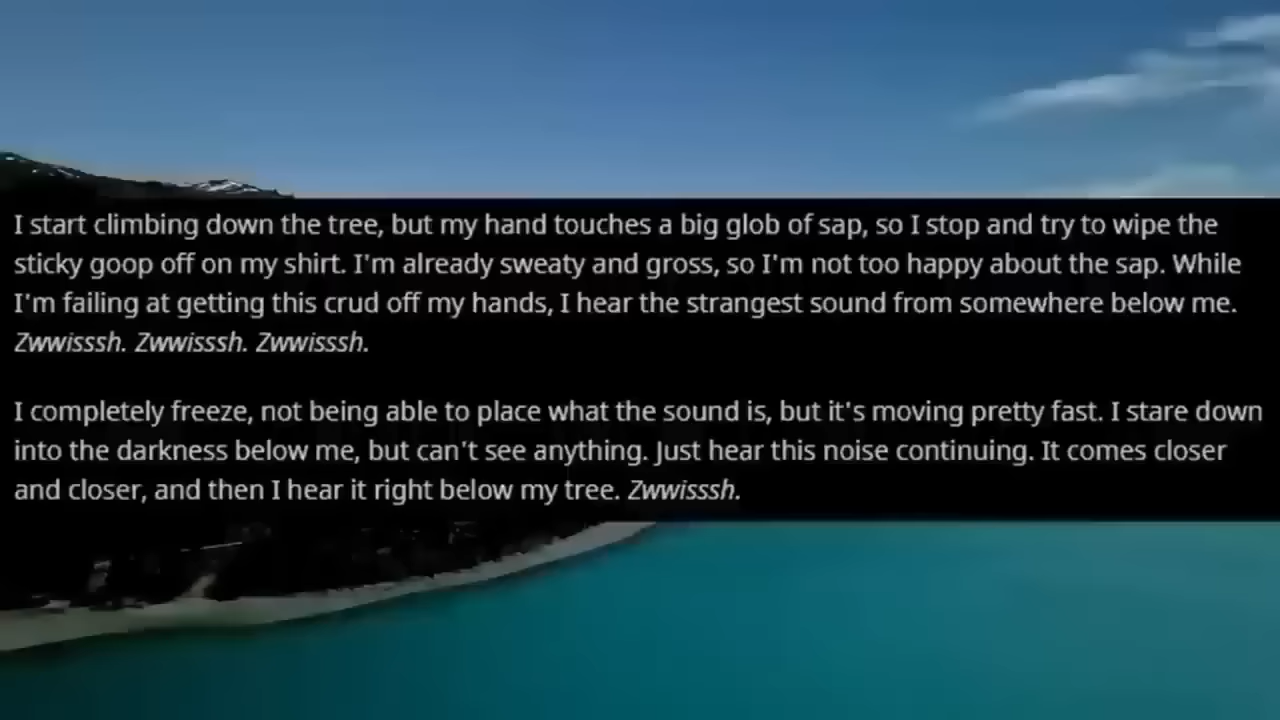 I start climbing down the tree, but my hand touches a big glob of sap, so I stop and try to wipe the
sticky goop off on my shirt. I'm already sweaty and gross, so I'm not too happy about the sap. While
I'm failing at getting this crud off my hands, I hear the strangest sound from somewhere below me.
Zwwisssh. Zwwisssh. Zwwisssh.
I completely freeze, not being able to place what the sound is, but it's moving pretty fast. I stare down
into the darkness below me, but can't see anything. Just hear this noise continuing. It comes closer
and closer, and then I hear it right below my tree. Zwwisssh.